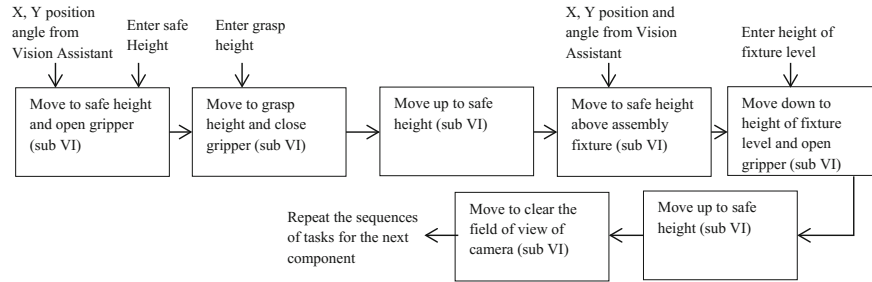 X, Y position
angle from
Vision Assistant
Enter safe
Height
Enter grasp
height
X, Y position and
angle from Vision
Assistant
Enter height of
fixture level
Move to safe height
and open gripper
(sub VI)
Move to grasp
height and close
gripper (sub VI)
Move up to safe
height (sub VI)
Move to safe height
above assembly
fixture (sub VI)
Move down to
height of fixture
level and open
gripper (sub VI)
Move up to safe
height (sub VI)
Move to clear the
field of view of
camera (sub VI)
Repeat the sequences
of tasks for the next
component